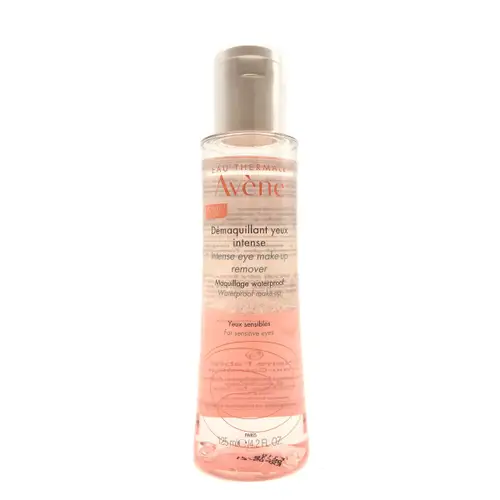 EAU THERMALE
Avène
Démaquillant yeux
intense
Intense eye make-up
remover
Maquillage waterproof
Waterproof make-up
Yeux sensibles
For sensitive eyes
PARIS
125 mL 4.2 FL. OZ.